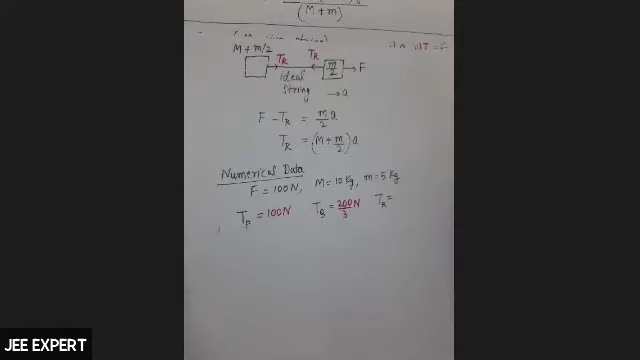 (M+m)
M + m/2
T_R T_R
m/2 → F
ideal
string → a
F - T_R = m/2 a
T_R = (M + m/2) a
Numerical Data
F = 100N, M = 10 Kg, m = 5 Kg
T_P = 100N T_Q = 200N/3 T_R =
JEE EXPERT